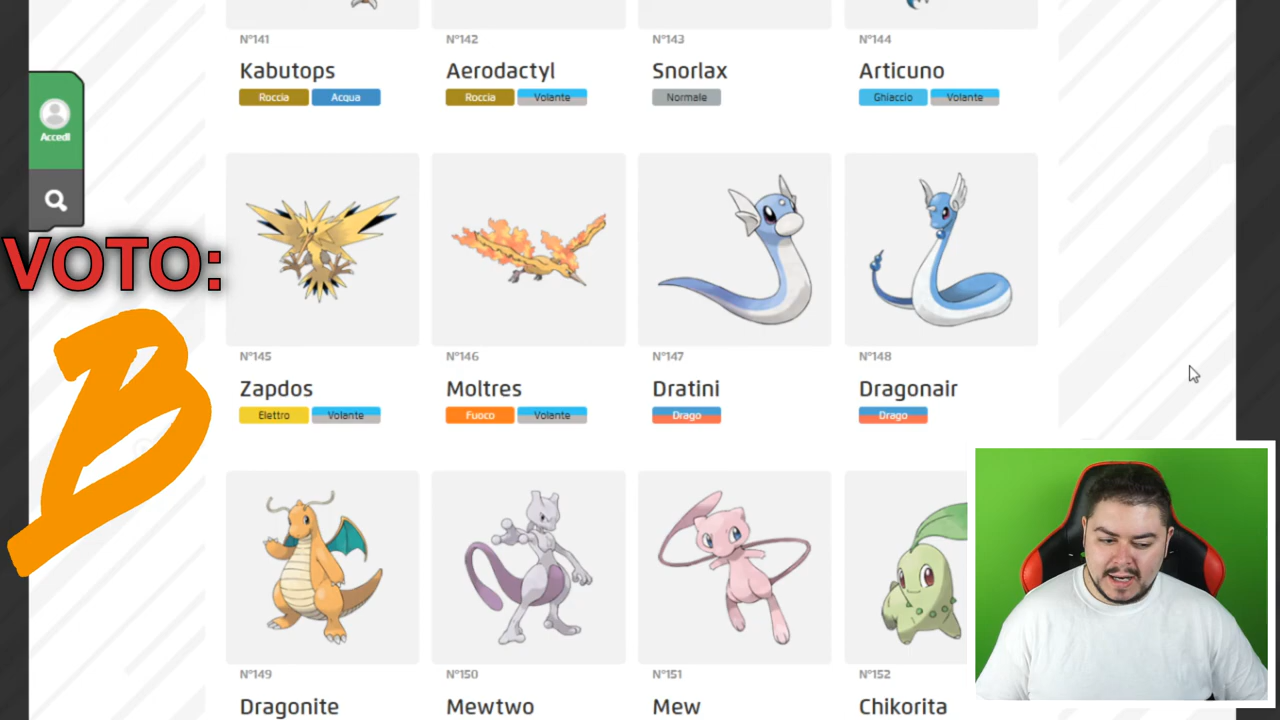 N°141 N°142 N°143 N°144
Kabutops Aerodactyl Snorlax Articuno
Roccia Acqua Roccia Volante Normale Ghiaccio Volante
Accedi
VOTO:
B
N°145 N°146 N°147 N°148
Zapdos Moltres Dratini Dragonair
Elettro Volante Fuoco Volante Drago Drago
N°149 N°150 N°151 N°152
Dragonite Mewtwo Mew Chikorita